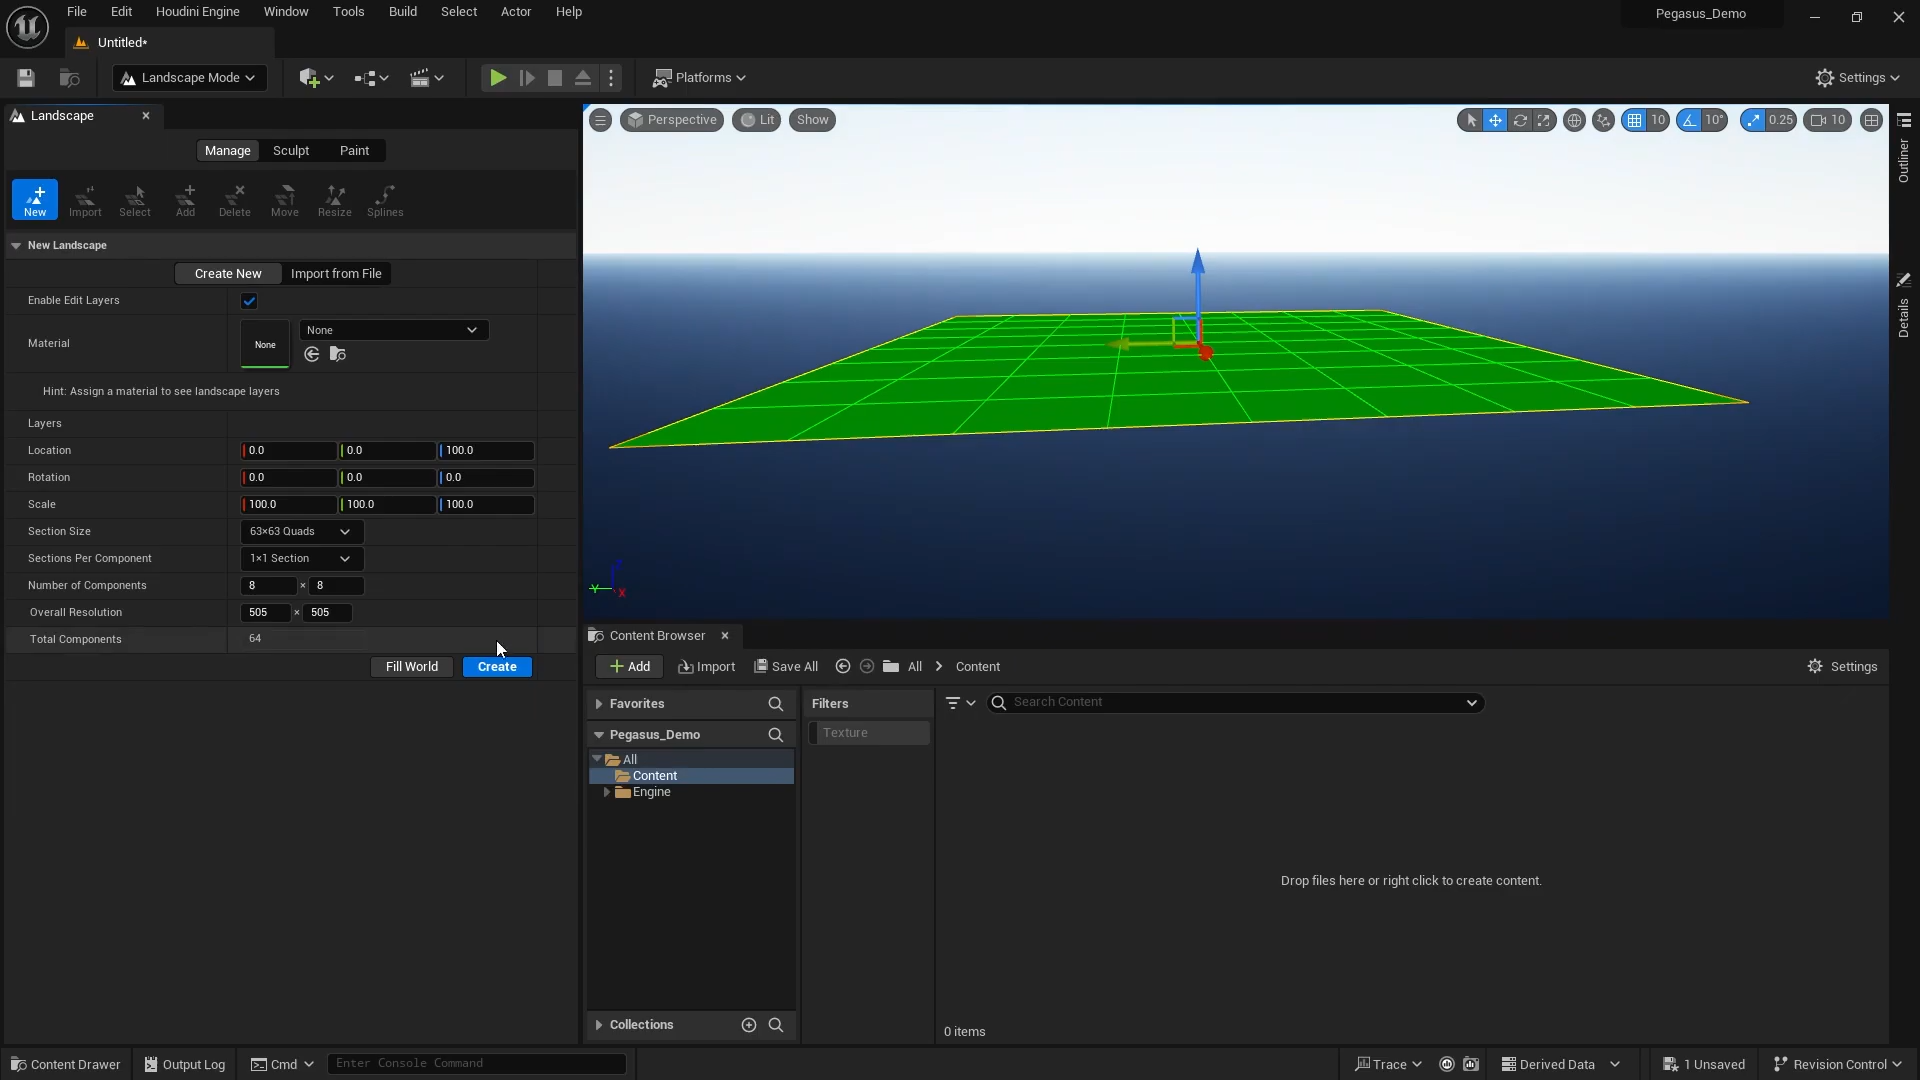 File Edit Houdini Engine Window Tools Build Select Actor Help Pegasus_Demo
Untitled*
Landscape Mode Platforms Settings
Landscape
Perspective Lit Show 10 10° 0.25 10
Outliner
Details
Manage Sculpt Paint
New Import Select Add Delete Move Resize Splines
New Landscape
Create New Import from File
Enable Edit Layers
Material None None
Hint: Assign a material to see landscape layers
Layers
Location 0.0 0.0 100.0
Rotation 0.0 0.0 0.0
Scale 100.0 100.0 100.0
Section Size 63×63 Quads
Sections Per Component 1×1 Section
Number of Components 8 × 8
Overall Resolution 505 × 505
Total Components 64
Fill World Create
Z
Y
X
Content Browser
Add Import Save All All Content Settings
Favorites Filters Search Content
Pegasus_Demo Texture
All
Content
Engine
Drop files here or right click to create content.
Collections
0 items
Content Drawer Output Log Cmd Enter Console Command Trace Derived Data 1 Unsaved Revision Control